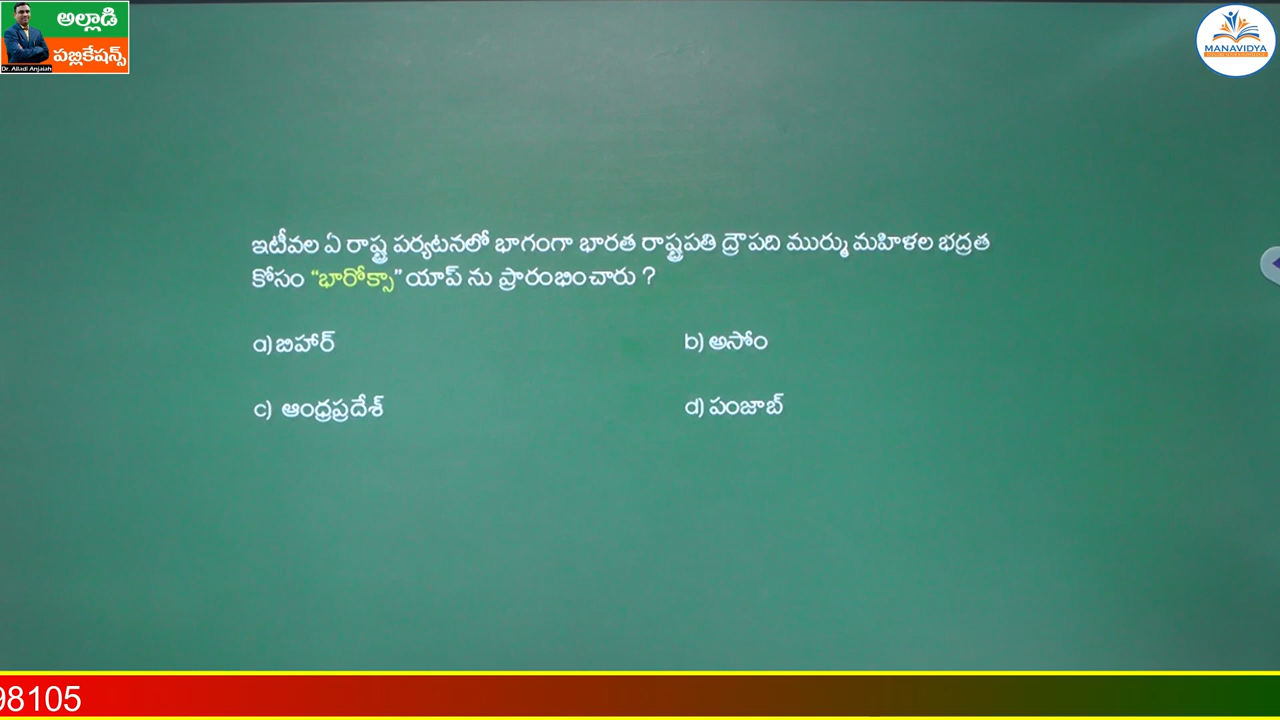 అల్లాడి
పబ్లికేషన్స్
Dr. Alladi Anjaiah
MANAVIDYA
ఇటీవల ఏ రాష్ట్ర పర్యటనలో భాగంగా భారత రాష్ట్రపతి ద్రౌపది ముర్ము మహిళల భద్రత
కోసం “భారోక్సా” యాప్ ను ప్రారంభించారు ?
a) బిహార్
b) అసోం
c) ఆంధ్రప్రదేశ్
d) పంజాబ్
98105